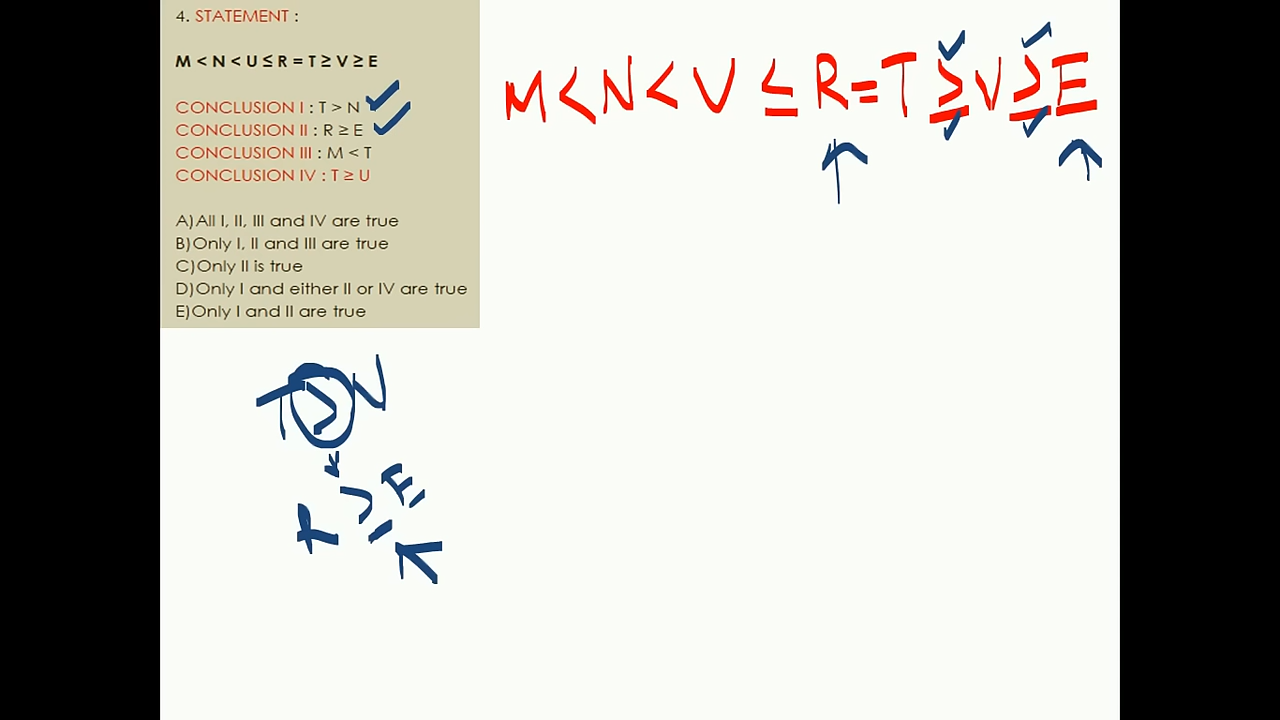 4. STATEMENT :
M < N < U ≤ R = T ≥ V ≥ E
CONCLUSION I : T > N
CONCLUSION II : R ≥ E
CONCLUSION III : M < T
CONCLUSION IV : T ≥ U
A)All I, II, III and IV are true
B)Only I, II and III are true
C)Only II is true
D)Only I and either II or IV are true
E)Only I and II are true
M < N < U ≤ R = T ≥ V ≥ E
T > N
R ≥ E